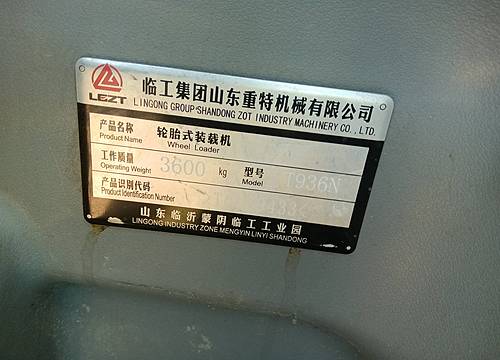 LEZT
临工集团山东重特机械有限公司
LINGONG GROUP SHANDONG ZOT INDUSTRY MACHINERY CO., LTD.
产品名称 轮胎式装载机
Product Name Wheel Loader
工作质量 3600 kg 型号 936N
Operating Weight Model
产品识别代码
Product Identification Number
山东临沂蒙阴临工工业园
LINGONG INDUSTRY ZONE MENGYIN LINYI SHANDONG